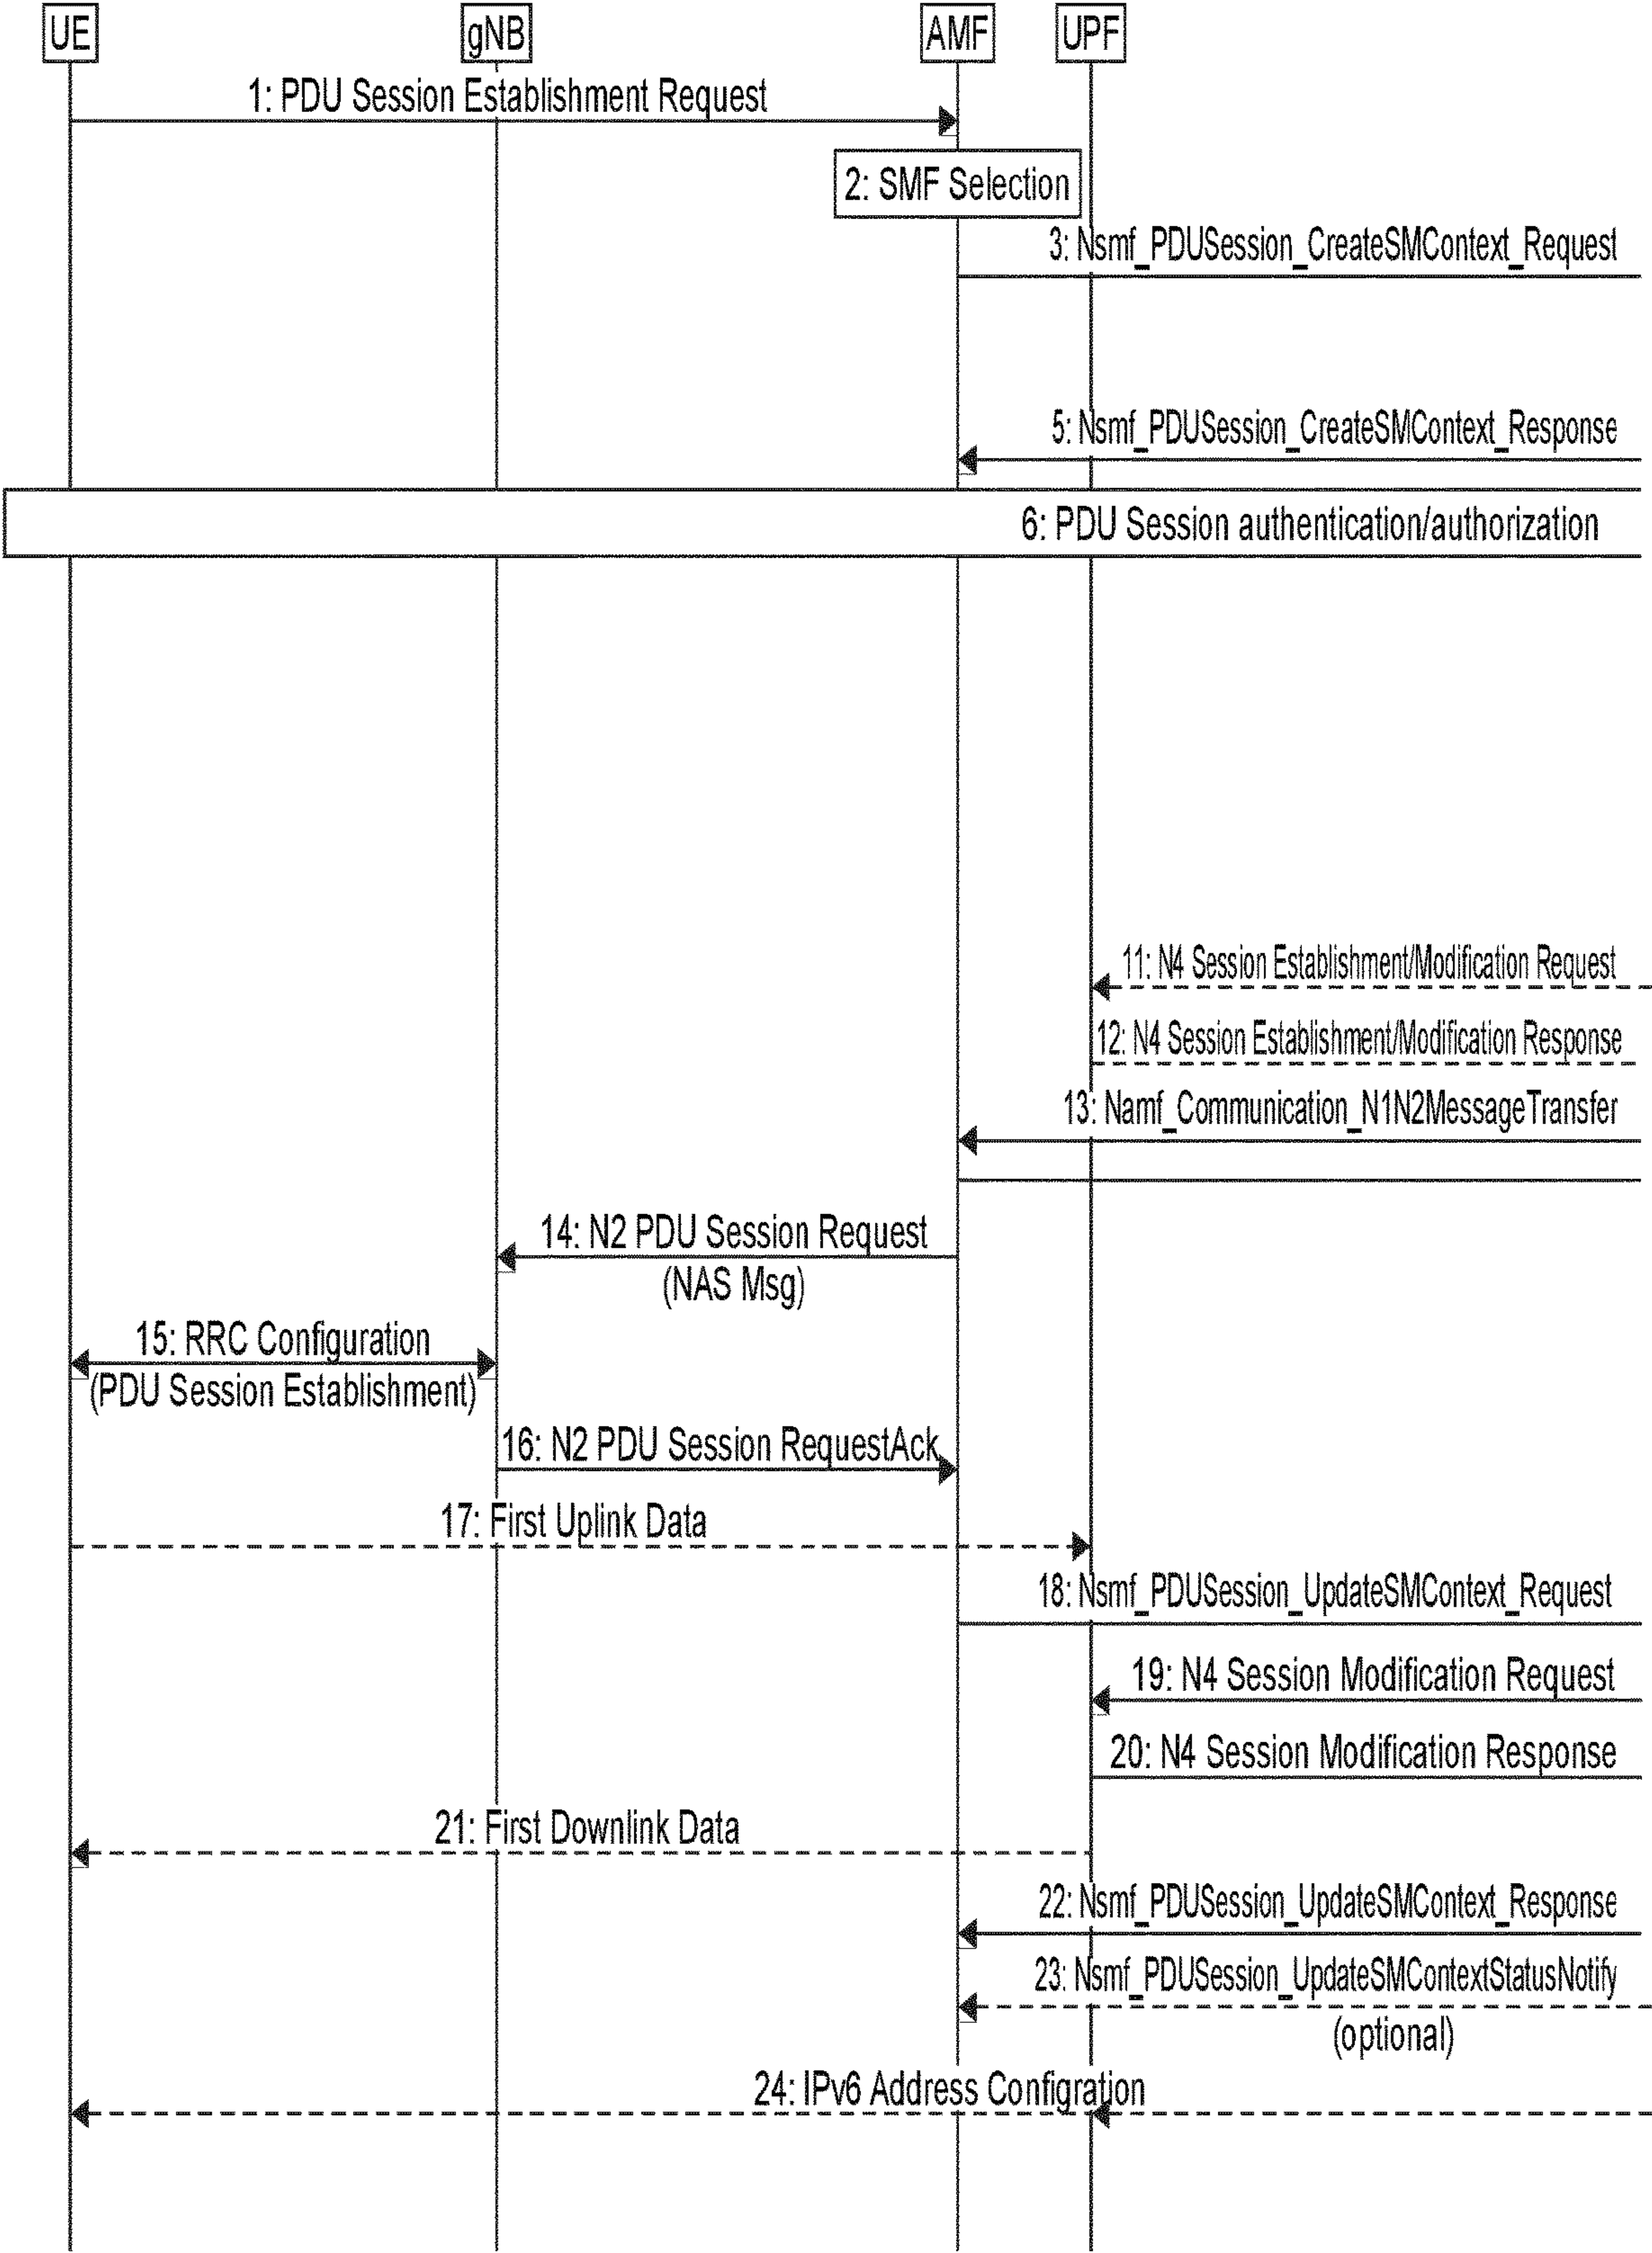 UE gNB AMF UPF
1: PDU Session Establishment Request
2: SMF Selection
3: Nsmf_PDUSession_CreateSMContext_Request
5: Nsmf_PDUSession_CreateSMContext_Response
6: PDU Session authentication/authorization
11: N4 Session Establishment/Modification Request
12: N4 Session Establishment/Modification Response
13: Namf_Communication_N1N2MessageTransfer
14: N2 PDU Session Request
(NAS Msg)
15: RRC Configuration
(PDU Session Establishment)
16: N2 PDU Session RequestAck
17: First Uplink Data
18: Nsmf_PDUSession_UpdateSMContext_Request
19: N4 Session Modification Request
20: N4 Session Modification Response
21: First Downlink Data
22: Nsmf_PDUSession_UpdateSMContext_Response
23: Nsmf_PDUSession_UpdateSMContextStatusNotify
(optional)
24: IPv6 Address Configration